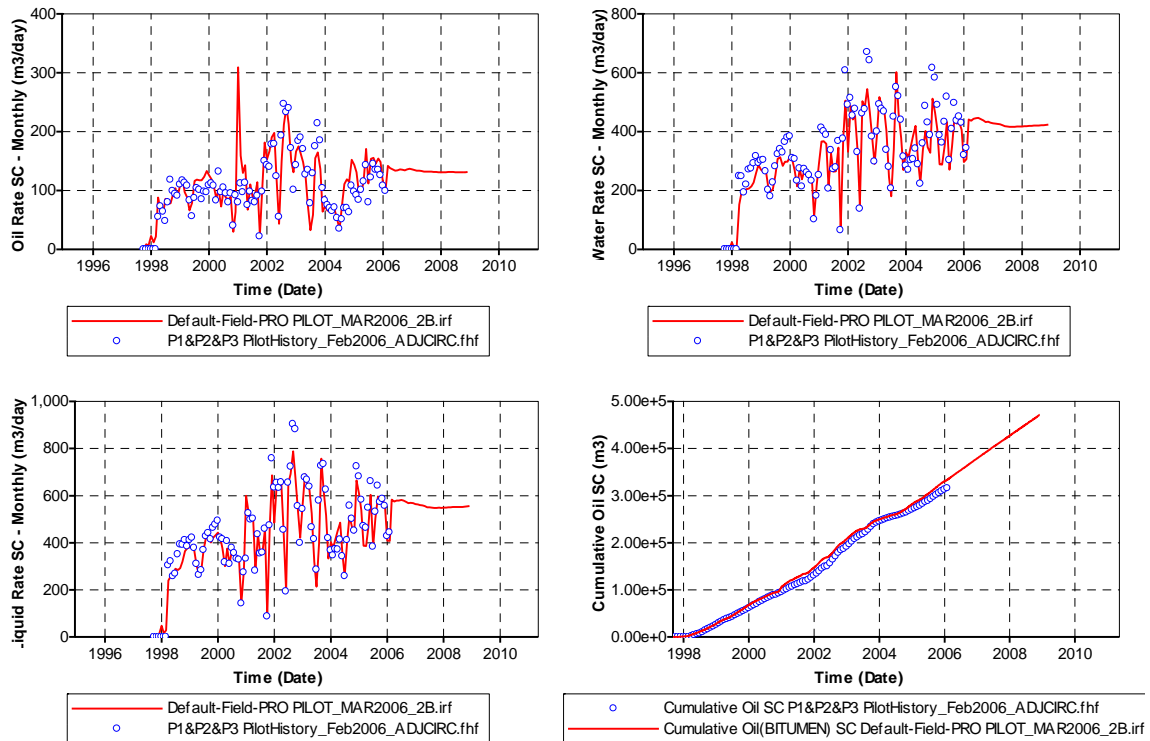 400
300
200
100
0
1996 1998 2000 2002 2004 2006 2008 2010
Time (Date)
Oil Rate SC - Monthly (m3/day)
Default-Field-PRO PILOT_MAR2006_2B.irf
P1&P2&P3 PilotHistory_Feb2006_ADJCIRC.fhf
800
600
400
200
0
1996 1998 2000 2002 2004 2006 2008 2010
Time (Date)
Water Rate SC - Monthly (m3/day)
Default-Field-PRO PILOT_MAR2006_2B.irf
P1&P2&P3 PilotHistory_Feb2006_ADJCIRC.fhf
1,000
800
600
400
200
0
1996 1998 2000 2002 2004 2006 2008 2010
Time (Date)
-iquid Rate SC - Monthly (m3/day)
Default-Field-PRO PILOT_MAR2006_2B.irf
P1&P2&P3 PilotHistory_Feb2006_ADJCIRC.fhf
5.00e+5
4.00e+5
3.00e+5
2.00e+5
1.00e+5
0.00e+0
1998 2000 2002 2004 2006 2008 2010
Time (Date)
Cumulative Oil SC (m3)
Cumulative Oil SC P1&P2&P3 PilotHistory_Feb2006_ADJCIRC.fhf
Cumulative Oil(BITUMEN) SC Default-Field-PRO PILOT_MAR2006_2B.irf